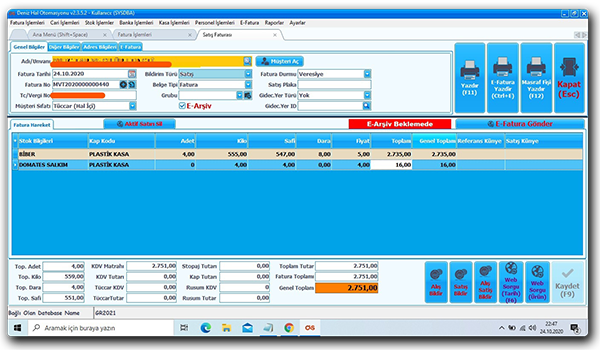 Deniz Hal Otomasyonu v2.3.5.2 - Kullanıcı: (SYSDBA)
Fatura İşlemleri Cari İşlemleri Stok İşlemler Banka İşlemleri Kasa İşlemleri Personel İşlemleri E-Fatura Raporlar Ayarlar
Ana Menü (Shift+Space) Fatura İşlemleri Satış Faturası
Genel Bilgiler Diğer Bilgiler Adres Bilgileri E-Fatura
Adı/Unvanı Müşteri Aç
Fatura Tarihi 24.10.2020 Bildirim Türü Satış Fatura Durmu Veresiye
Fatura No MVT2020000000440 Belge Tipi Fatura Satış Plaka
Tc/Vergi No Grubu Gidec.Yer Türü Yok
Müşteri Sıfatı Tüccar (Hal İçi) E-Arşiv Gidec.Yer ID
Yazdır (F11) E-Fatura Yazdır (Ctrl+E) Masraf Fişi Yazdır (F12) Kapat (Esc)
Fatura Hareket Aktif Satırı Sil E-Arşiv Beklemede E-Fatura Gönder
Stok Bilgileri Kap Kodu Adet Kilo Safi Dara Fiyat Toplam Genel Toplam Referans Künye Satış Künye
BİBER PLASTİK KASA 4,00 555,00 547,00 8,00 5,00 2.735,00 2.735,00
DOMATES SALKIM PLASTİK KASA 0 4,00 4,00 0,00 4,00 16,00 16,00
Top. Adet 4,00 KDV Matrahı 2.751,00 Stopaj Tutarı 0,00 Toplam Tutar 2.751,00
Top. Kilo 559,00 KDV Tutarı 0,00 Kap Tutarı 0,00 Fatura Toplamı 2.751,00
Top. Dara 4,00 Tüccar KDV 0,00 Rusum KDV 0 Genel Toplam 2.751,00
Top. Safi 551,00 TüccarTutar 0,00 Rusum Tutar 0,00
Alış Bildir Satış Bildir Alış Satış Bildir Web Sorgu (Tarih) (F6) Web Sorgu (Ürün) Kaydet (F9)
Bağlı Olan Database Name GR2021
Aramak için buraya yazın
22:47
24.10.2020